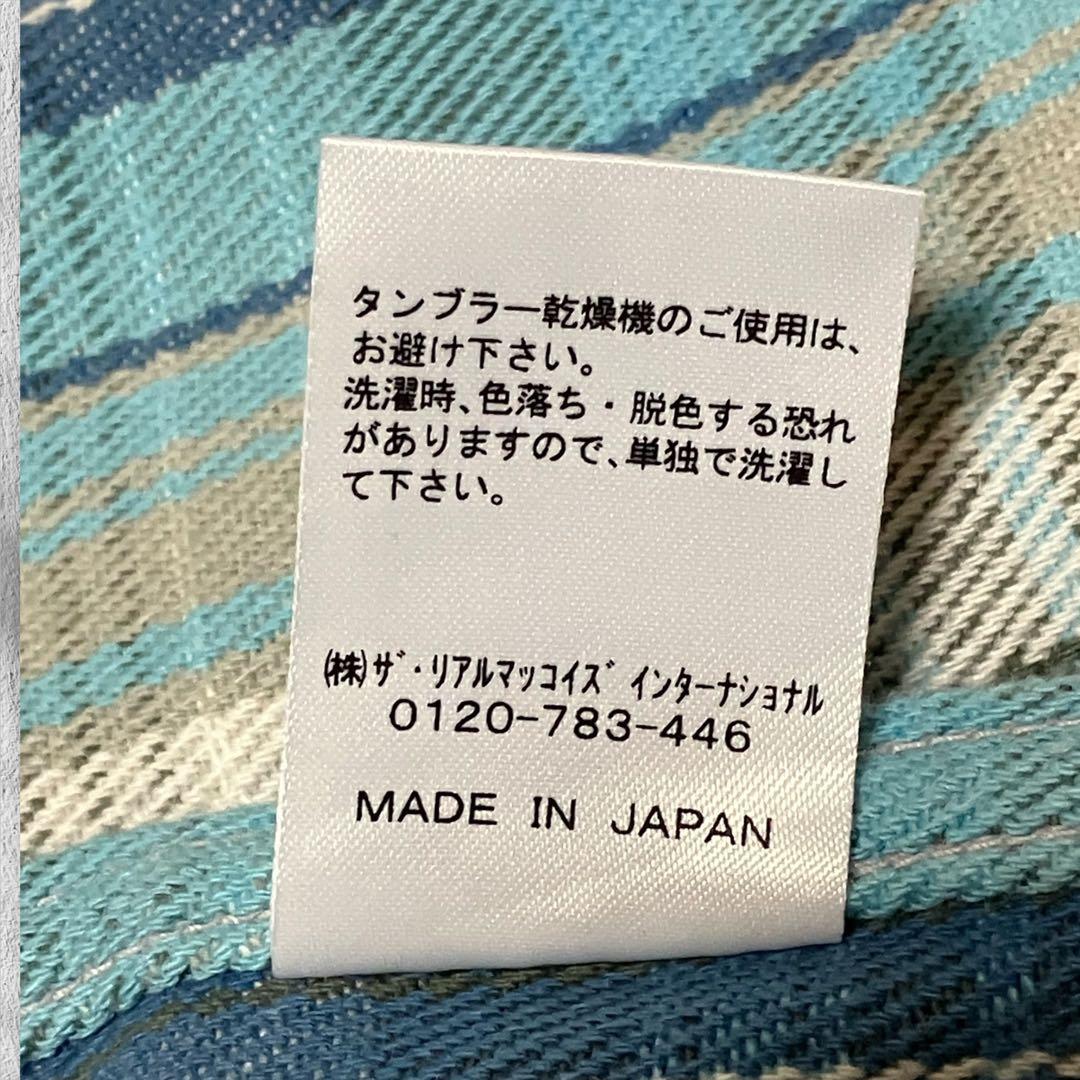 タンブラー乾燥機のご使用は、
お避け下さい。
洗濯時、色落ち・脱色する恐れ
がありますので、単独で洗濯し
て下さい。
㈱ｻﾞ・ﾘｱﾙﾏｯｺｲｽﾞ ｲﾝﾀｰﾅｼｮﾅﾙ
0120-783-446
MADE IN JAPAN